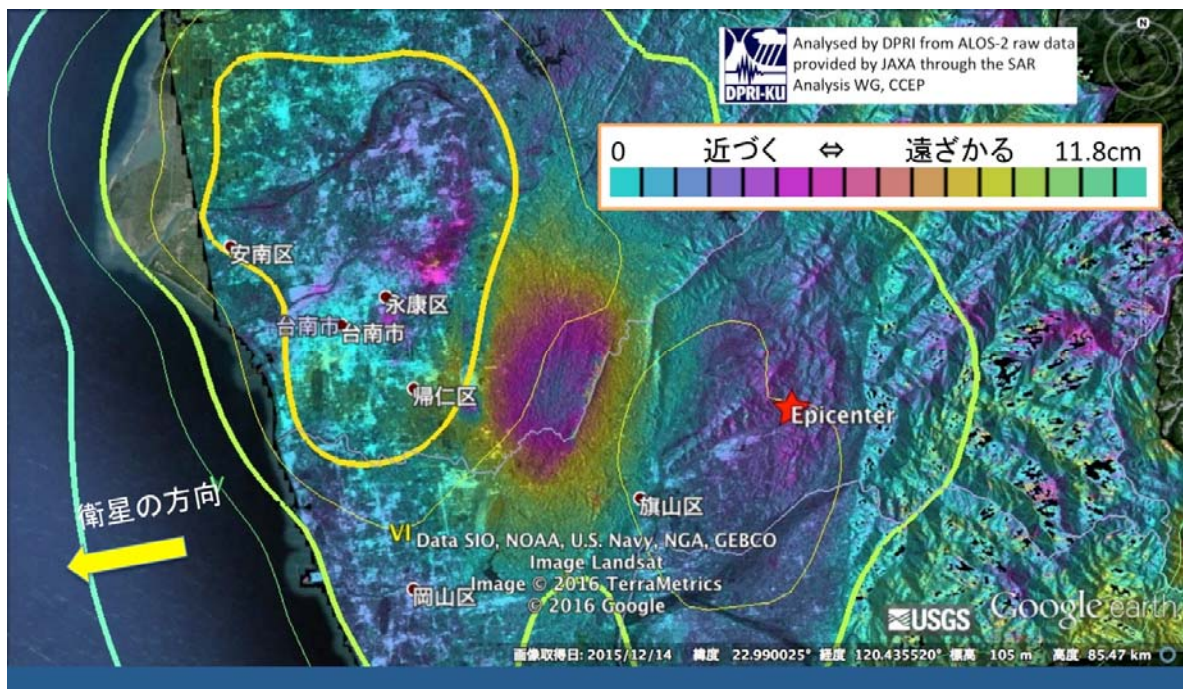 N
DPRI-KU
Analysed by DPRI from ALOS-2 raw data
provided by JAXA through the SAR
Analysis WG, CCEP
0 近づく ⇔ 遠ざかる 11.8cm
安南区
永康区
台南市 台南市
帰仁区
Epicenter
衛星の方向
旗山区
VI
Data SIO, NOAA, U.S. Navy, NGA, GEBCO
Image Landsat
Image © 2016 TerraMetrics
© 2016 Google
岡山区
USGS
Google earth
画像取得日: 2015/12/14 緯度 22.990025° 経度 120.435520° 標高 105 m 高度 85.47 km